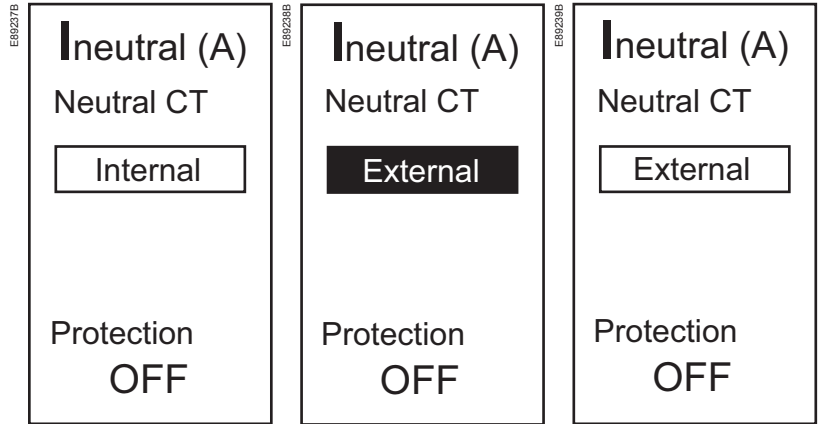 E89237B
Ineutral (A)
Neutral CT
Internal
Protection
OFF
E89238B
Ineutral (A)
Neutral CT
External
Protection
OFF
E89239B
Ineutral (A)
Neutral CT
External
Protection
OFF